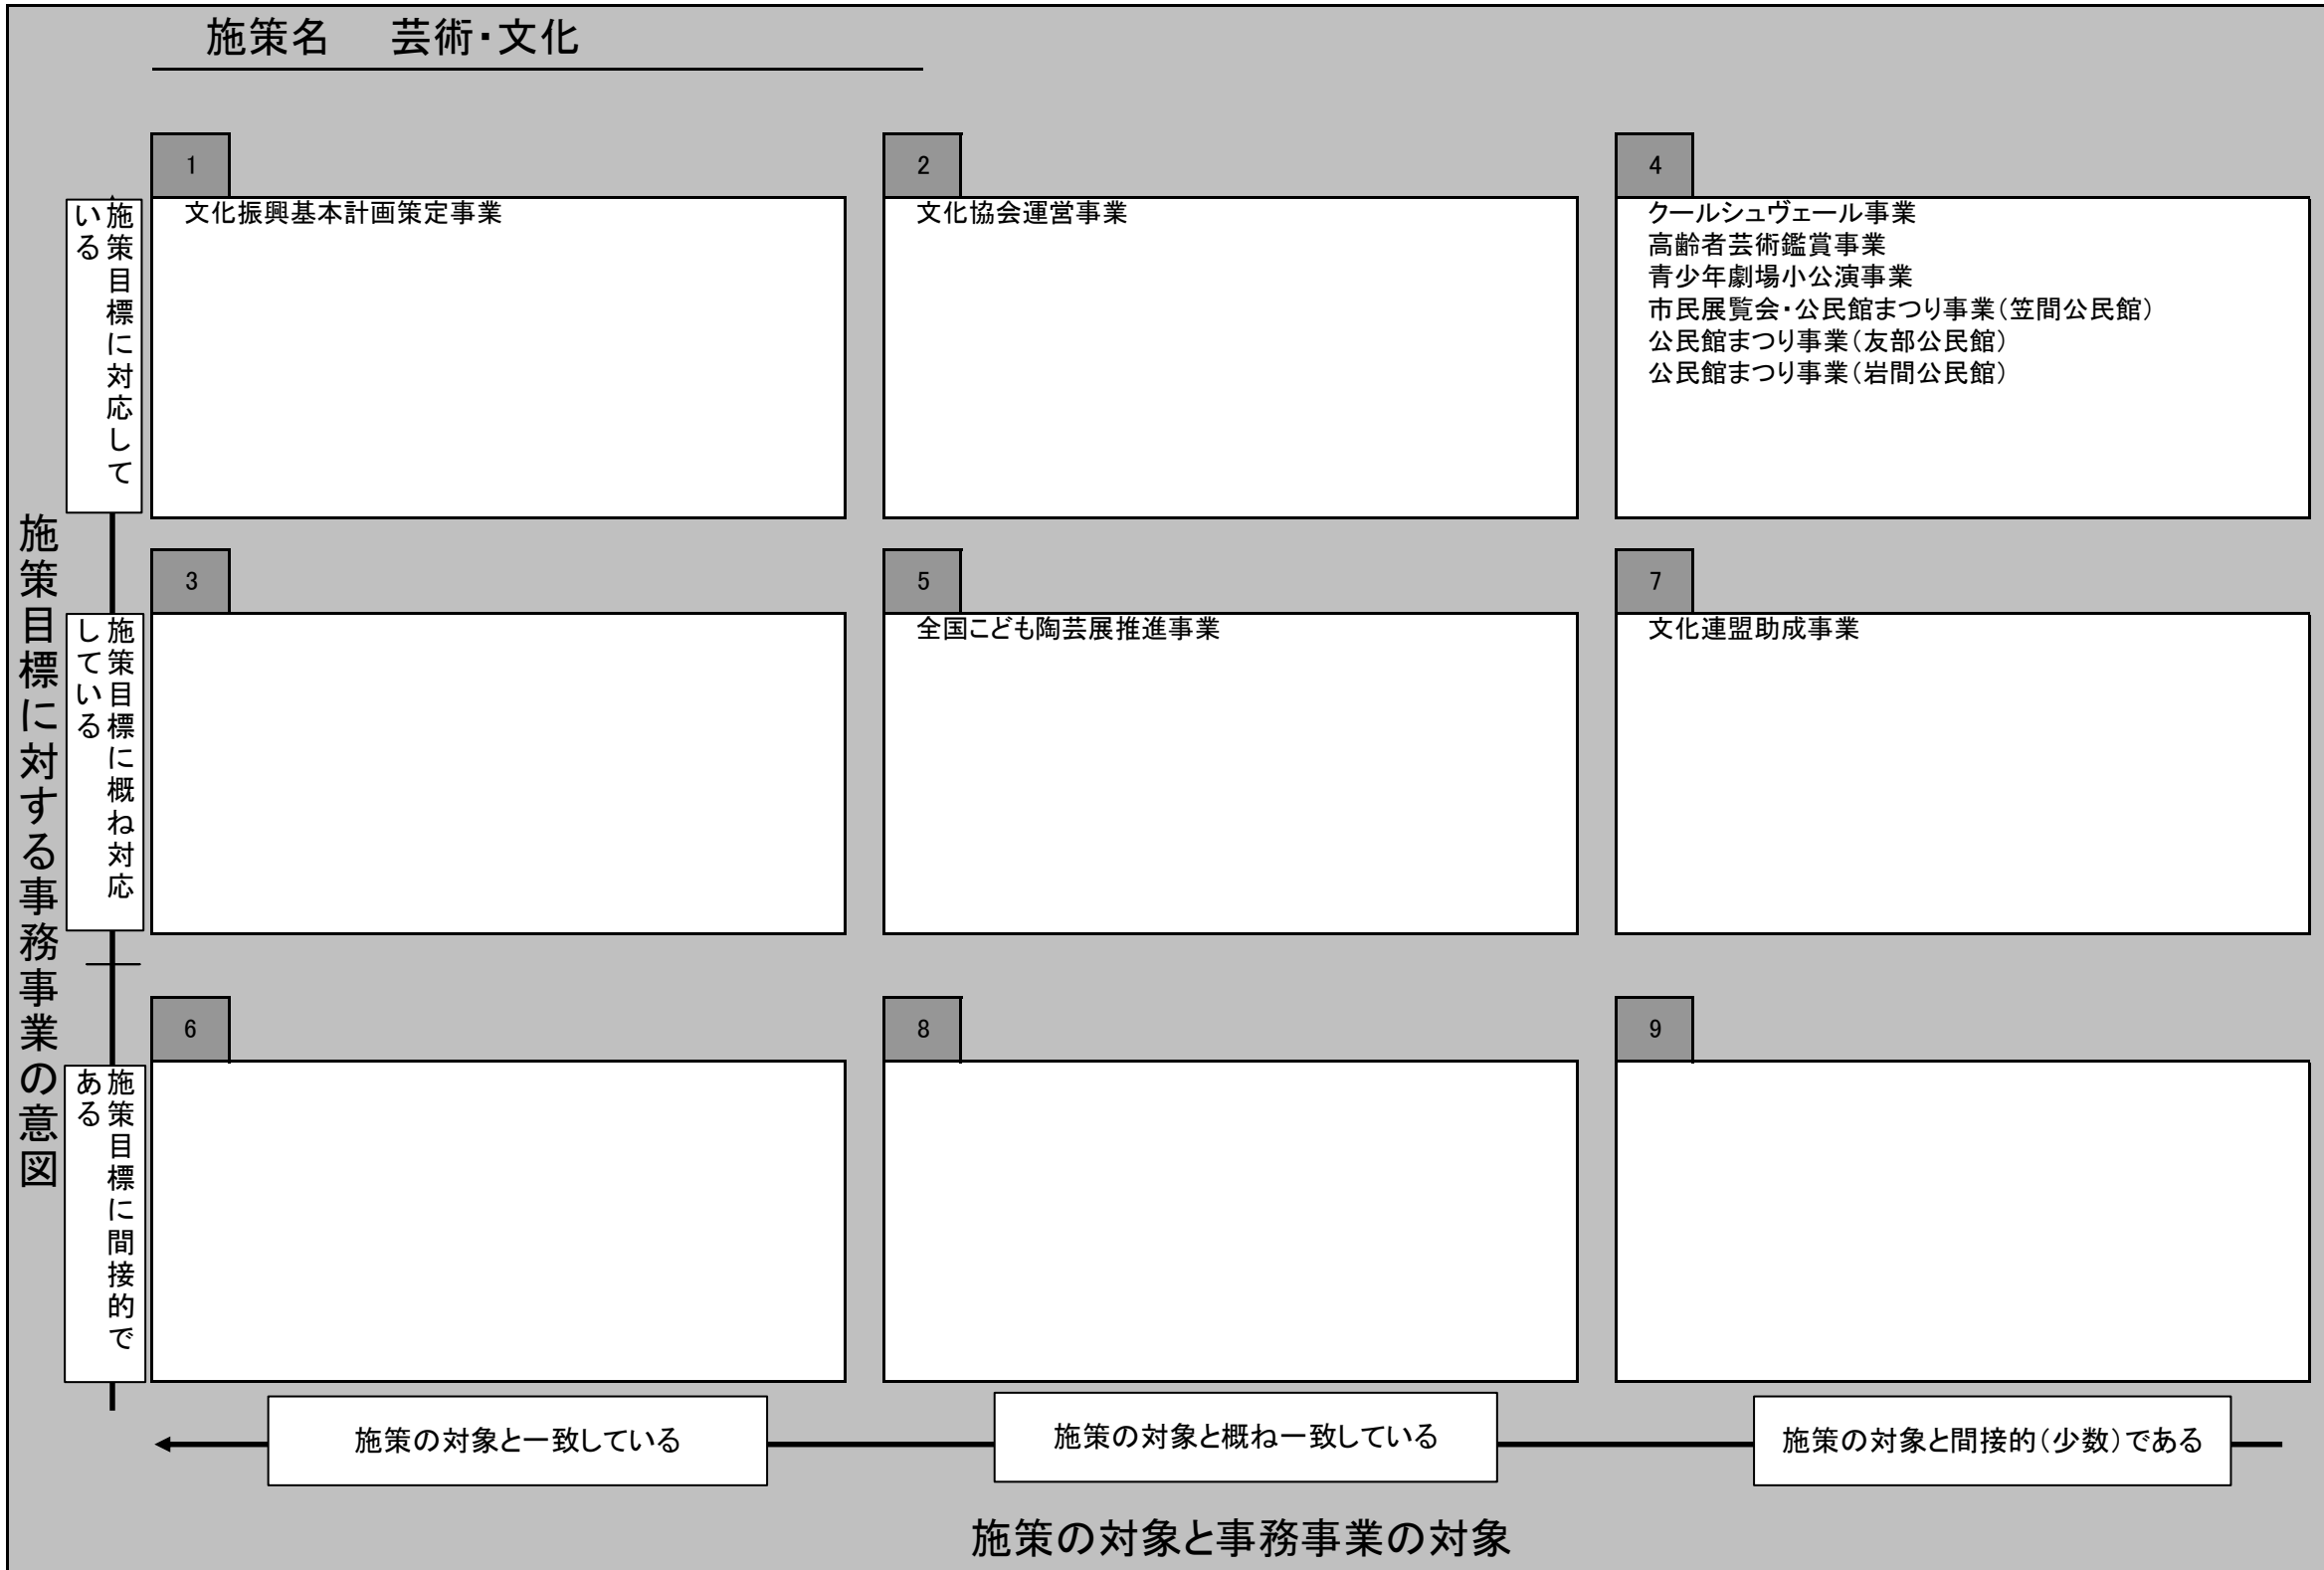 施策名　芸術・文化
1
文化振興基本計画策定事業
2
文化協会運営事業
4
クールシュヴェール事業
高齢者芸術鑑賞事業
青少年劇場小公演事業
市民展覧会・公民館まつり事業（笠間公民館）
公民館まつり事業（友部公民館）
公民館まつり事業（岩間公民館）
施策目標に対応して
いる
3
5
全国こども陶芸展推進事業
7
文化連盟助成事業
施策目標に概ね対応
している
6
8
9
施策目標に間接的で
ある
施策目標に対する事務事業の意図
施策の対象と一致している
施策の対象と概ね一致している
施策の対象と間接的（少数）である
施策の対象と事務事業の対象